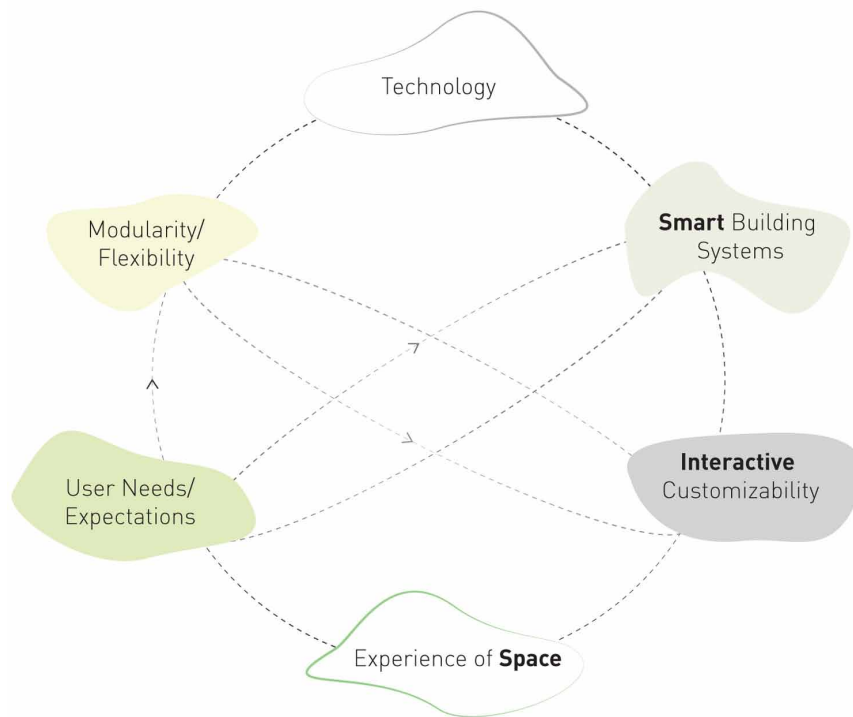 Technology
Modularity/
Flexibility
Smart Building
Systems
User Needs/
Expectations
Interactive
Customizability
Experience of Space